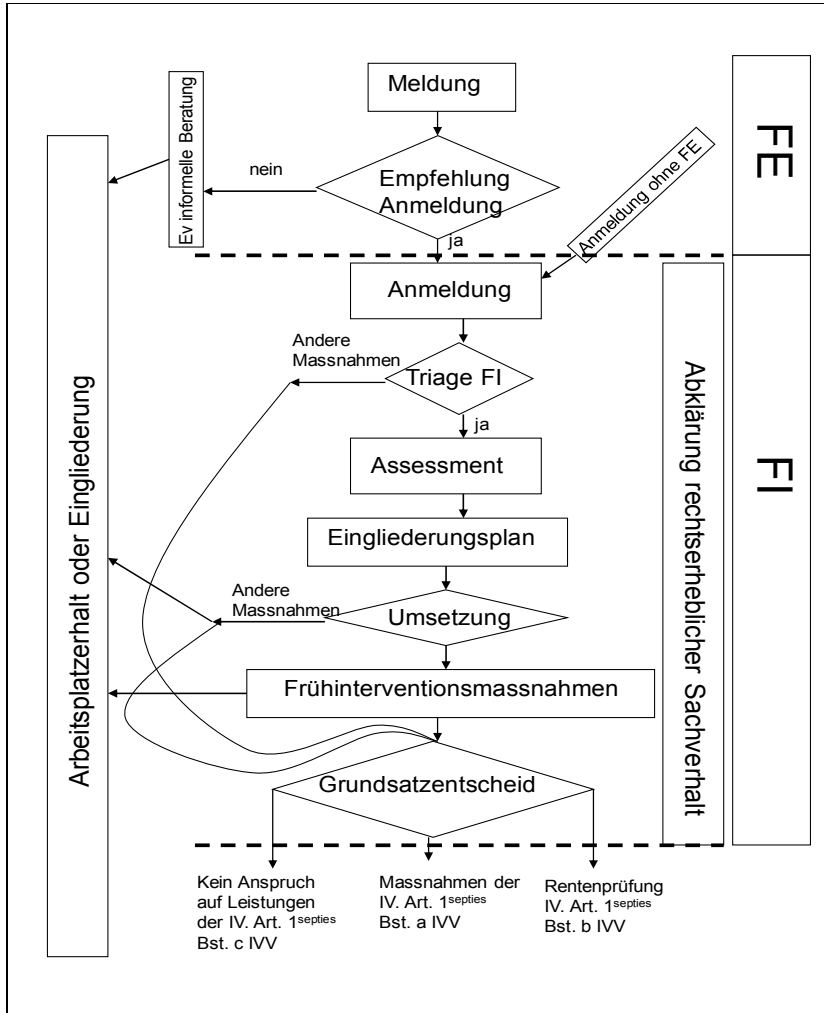 Meldung
Ev informelle Beratung
nein
Empfehlung
Anmeldung
ja
Anmeldung ohne FE
FE
Anmeldung
Andere
Massnahmen
Triage FI
ja
Assessment
Eingliederungsplan
Andere
Massnahmen
Umsetzung
Frühinterventionsmassnahmen
Grundsatzentscheid
Arbeitsplatzerhalt oder Eingliederung
Abklärung rechtserheblicher Sachverhalt
FI
Kein Anspruch
auf Leistungen
der IV. Art. 1septies
Bst. c IVV
Massnahmen der
IV. Art. 1septies
Bst. a IVV
Rentenprüfung
IV. Art. 1septies
Bst. b IVV